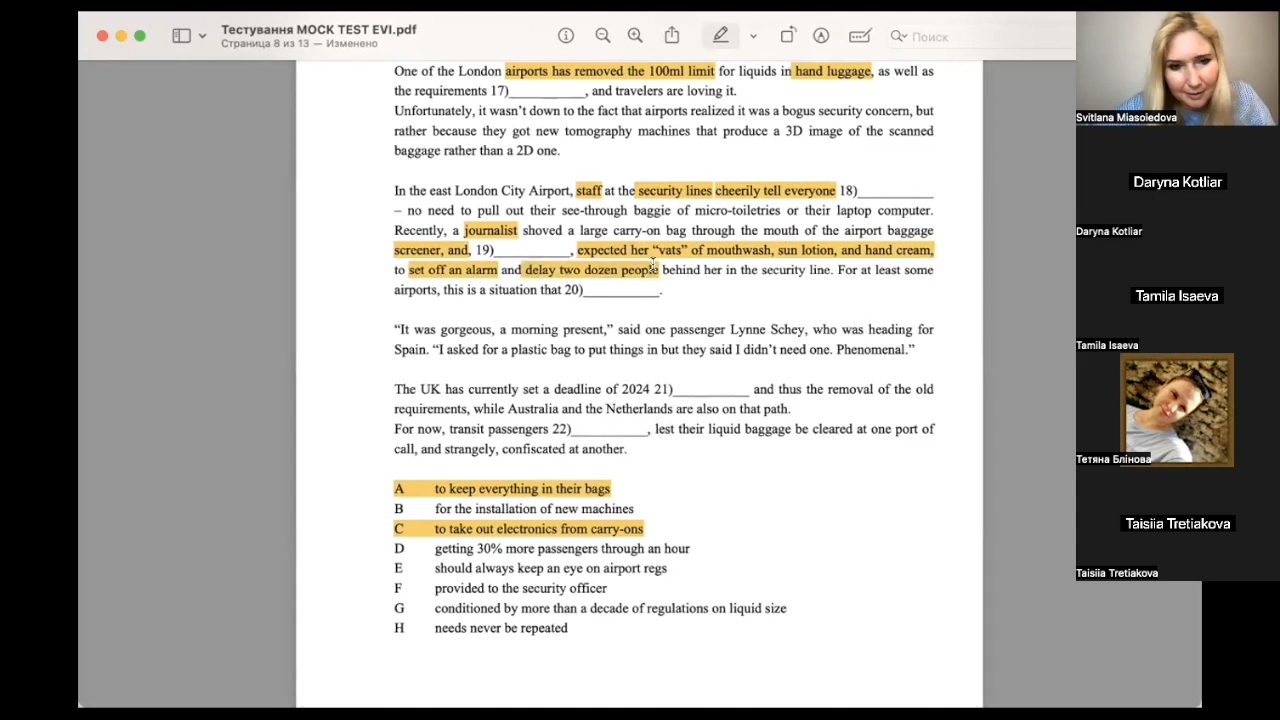 Тестування MOCK TEST EVI.pdf
Страница 8 из 13 — Изменено
Поиск
One of the London airports has removed the 100ml limit for liquids in hand luggage, as well as
the requirements 17)___________, and travelers are loving it.
Unfortunately, it wasn't down to the fact that airports realized it was a bogus security concern, but
rather because they got new tomography machines that produce a 3D image of the scanned
baggage rather than a 2D one.
In the east London City Airport, staff at the security lines cheerily tell everyone 18)___________
– no need to pull out their see-through baggie of micro-toiletries or their laptop computer.
Recently, a journalist shoved a large carry-on bag through the mouth of the airport baggage
screener, and, 19)___________, expected her “vats” of mouthwash, sun lotion, and hand cream,
to set off an alarm and delay two dozen people behind her in the security line. For at least some
airports, this is a situation that 20)___________.
“It was gorgeous, a morning present,” said one passenger Lynne Schey, who was heading for
Spain. “I asked for a plastic bag to put things in but they said I didn't need one. Phenomenal.”
The UK has currently set a deadline of 2024 21)___________ and thus the removal of the old
requirements, while Australia and the Netherlands are also on that path.
For now, transit passengers 22)___________, lest their liquid baggage be cleared at one port of
call, and strangely, confiscated at another.
A to keep everything in their bags
B for the installation of new machines
C to take out electronics from carry-ons
D getting 30% more passengers through an hour
E should always keep an eye on airport regs
F provided to the security officer
G conditioned by more than a decade of regulations on liquid size
H needs never be repeated
Svitlana Miasoiedova
Daryna Kotliar
Daryna Kotliar
Tamila Isaeva
Tamila Isaeva
Тетяна Блінова
Taisiia Tretiakova
Taisiia Tretiakova